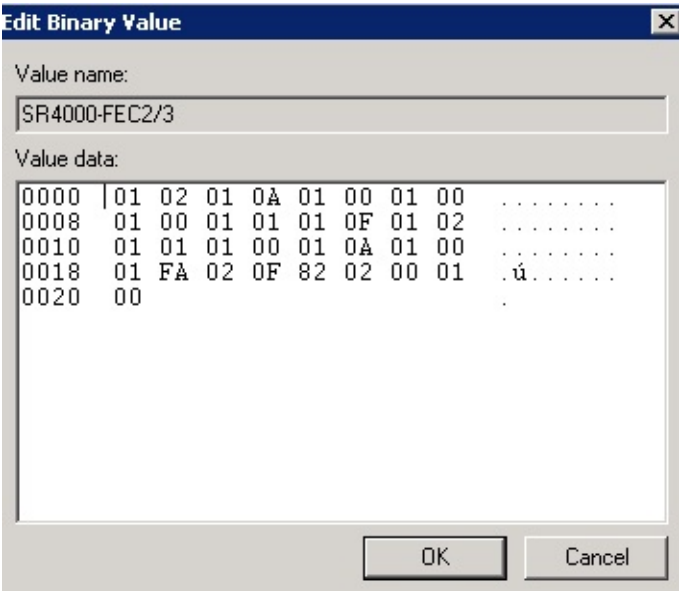 Edit Binary Value
Value name:
SR4000-FEC2/3
Value data:
0000 01 02 01 0A 01 00 01 00 ........
0008 01 00 01 01 01 0F 01 02 ........
0010 01 01 01 00 01 0A 01 00 ........
0018 01 FA 02 0F 82 02 00 01 .ú......
0020 00 .
OK Cancel